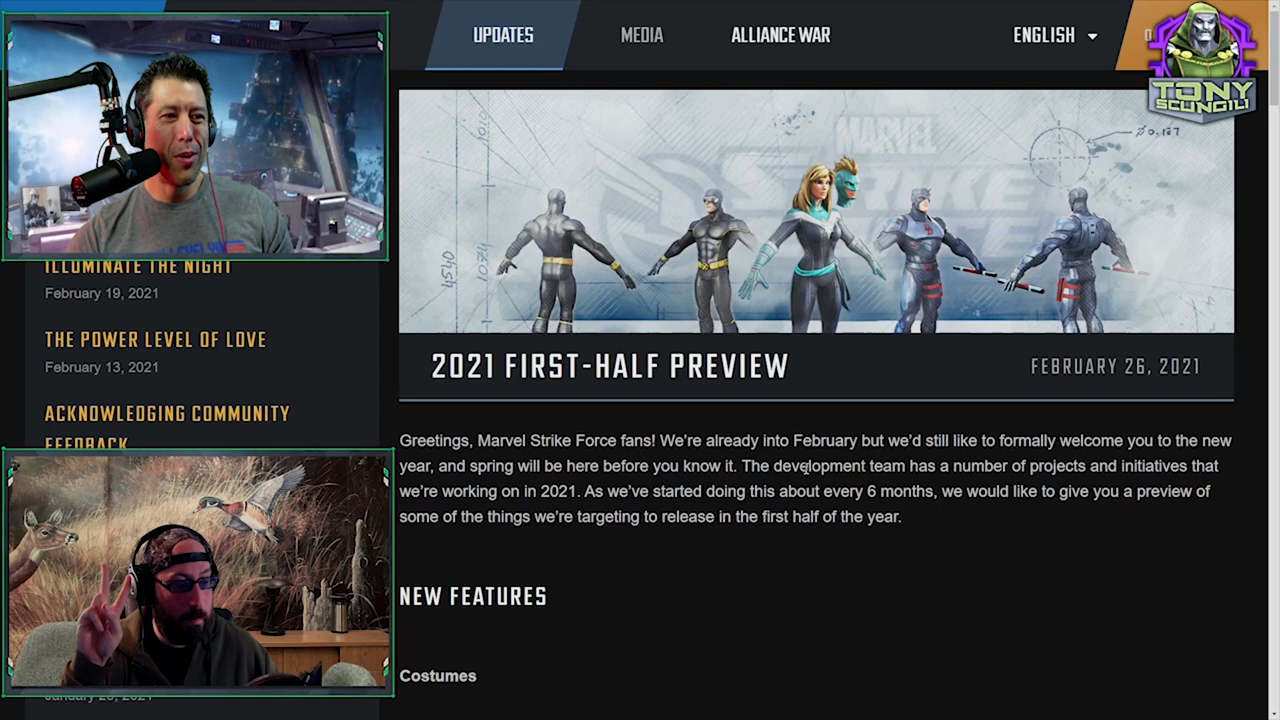 UPDATES
MEDIA
ALLIANCE WAR
ENGLISH
TONY
SCUNGILI
MARVEL
STRIKE
ILLUMINATE THE NIGHT
February 19, 2021
THE POWER LEVEL OF LOVE
February 13, 2021
ACKNOWLEDGING COMMUNITY
FEEDBACK
2021 FIRST-HALF PREVIEW
FEBRUARY 26, 2021
Greetings, Marvel Strike Force fans! We're already into February but we'd still like to formally welcome you to the new
year, and spring will be here before you know it. The development team has a number of projects and initiatives that
we're working on in 2021. As we've started doing this about every 6 months, we would like to give you a preview of
some of the things we're targeting to release in the first half of the year.
NEW FEATURES
Costumes